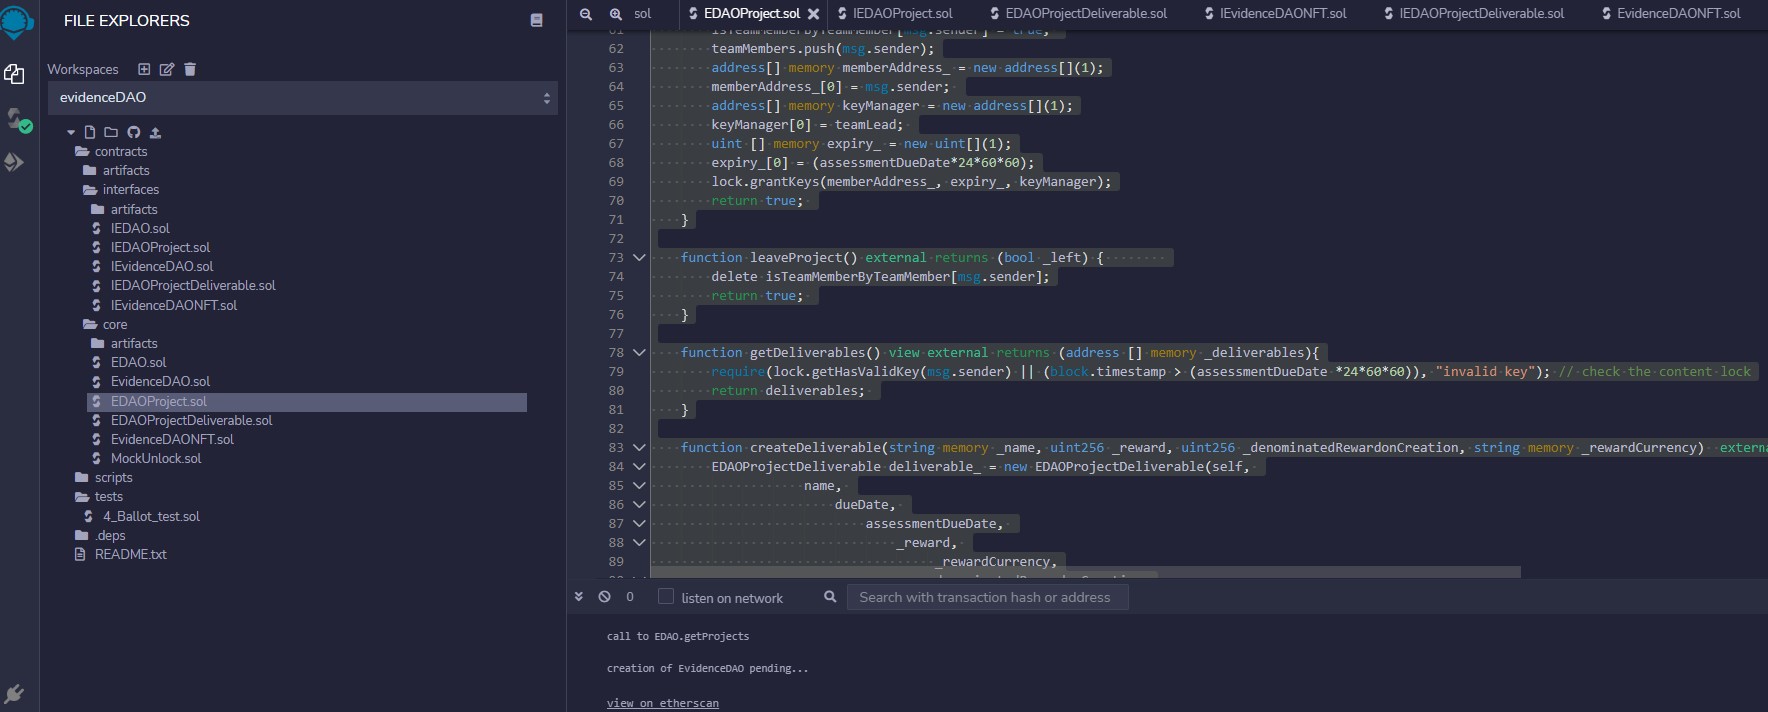 FILE EXPLORERS
Workspaces
evidenceDAO
contracts
artifacts
interfaces
artifacts
IEDAO.sol
IEDAOProject.sol
IEvidenceDAO.sol
IEDAOProjectDeliverable.sol
IEvidenceDAONFT.sol
core
artifacts
EDAO.sol
EvidenceDAO.sol
EDAOProject.sol
EDAOProjectDeliverable.sol
EvidenceDAONFT.sol
MockUnlock.sol
scripts
tests
4_Ballot_test.sol
.deps
README.txt
sol EDAOProject.sol IEDAOProject.sol EDAOProjectDeliverable.sol IEvidenceDAONFT.sol IEDAOProjectDeliverable.sol EvidenceDAONFT.sol
61 isTeamMemberByTeamMember[msg.sender] = true;
62 teamMembers.push(msg.sender);
63 address[] memory memberAddress_ = new address[](1);
64 memberAddress_[0] = msg.sender;
65 address[] memory keyManager = new address[](1);
66 keyManager[0] = teamLead;
67 uint [] memory expiry_ = new uint[](1);
68 expiry_[0] = (assessmentDueDate*24*60*60);
69 lock.grantKeys(memberAddress_, expiry_, keyManager);
70 return true;
71 }
72
73 function leaveProject() external returns (bool _left) {
74 delete isTeamMemberByTeamMember[msg.sender];
75 return true;
76 }
77
78 function getDeliverables() view external returns (address [] memory _deliverables){
79 require(lock.getHasValidKey(msg.sender) || (block.timestamp > (assessmentDueDate *24*60*60)), "invalid key"); // check the content lock
80 return deliverables;
81 }
82
83 function createDeliverable(string memory _name, uint256 _reward, uint256 _denominatedRewardonCreation, string memory _rewardCurrency) extern
84 EDAOProjectDeliverable deliverable_ = new EDAOProjectDeliverable(self,
85 name,
86 dueDate,
87 assessmentDueDate,
88 _reward,
89 _rewardCurrency,
0 listen on network Search with transaction hash or address
call to EDAO.getProjects
creation of EvidenceDAO pending...
view on etherscan